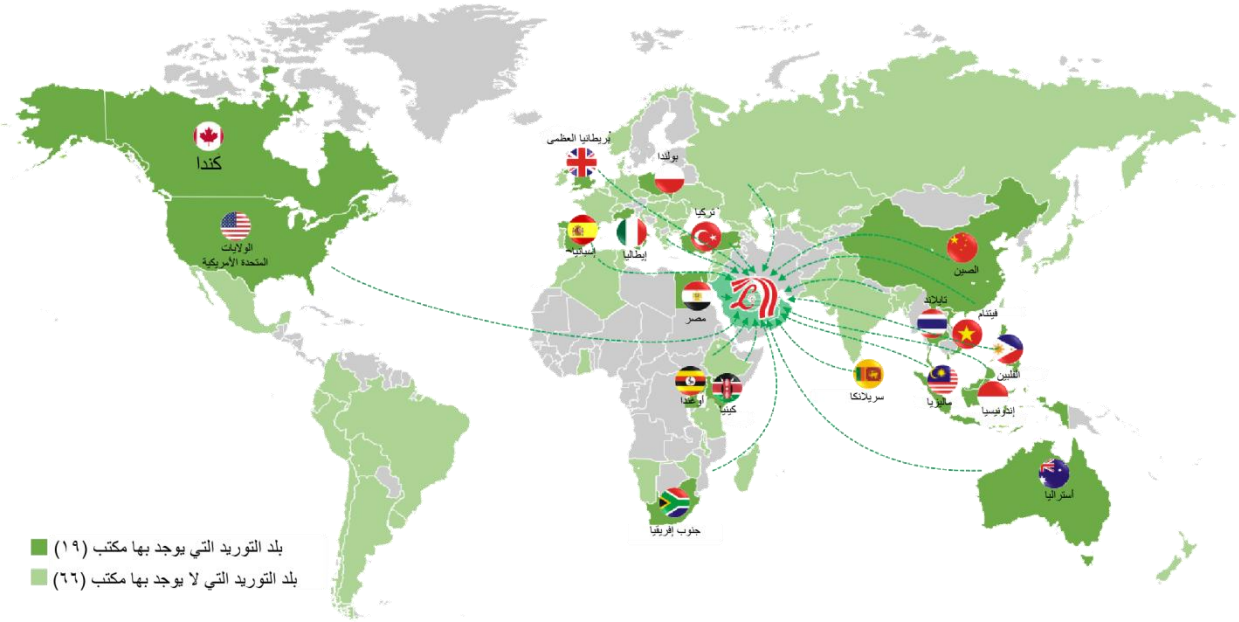 كندا
الولايات
المتحدة الأمريكية
بريطانيا العظمى
بولندا
إسبانيا
إيطاليا
تركيا
مصر
أوغندا
كينيا
جنوب إفريقيا
الصين
تايلاند
فيتنام
الفلبين
سريلانكا
ماليزيا
إندونيسيا
أستراليا
بلد التوريد التي يوجد بها مكتب (١٩)
بلد التوريد التي لا يوجد بها مكتب (٦٦)